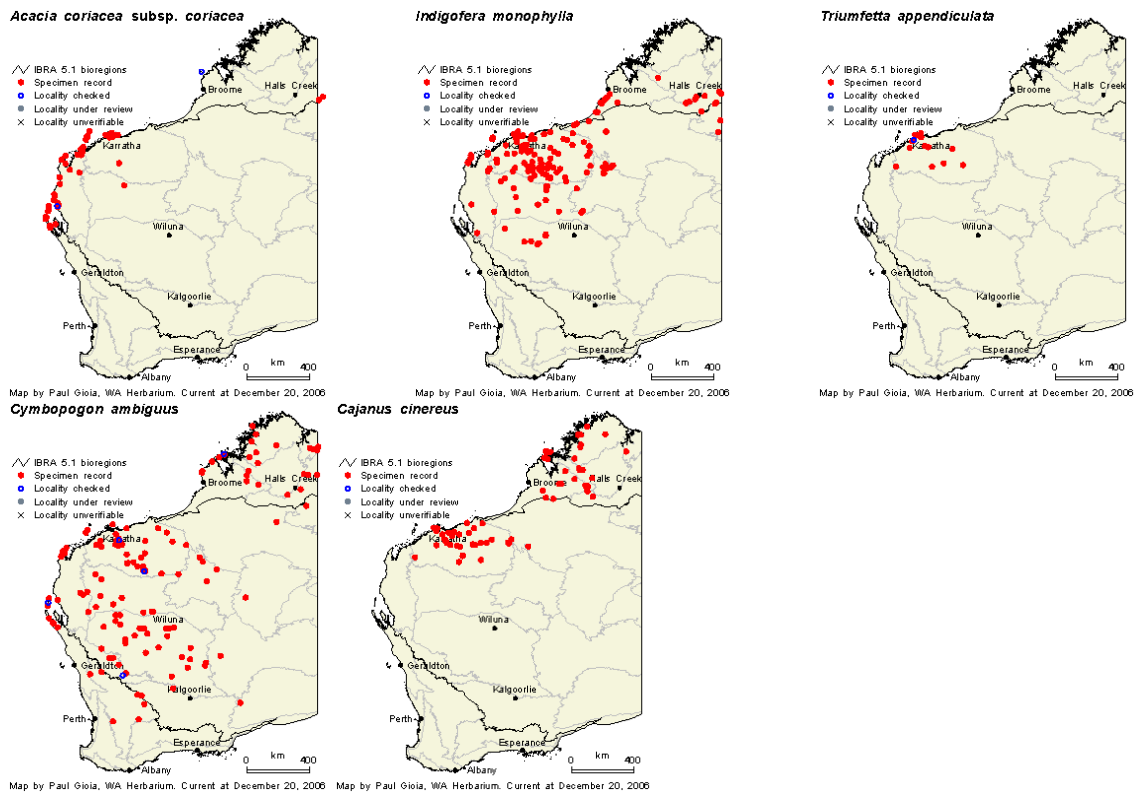 Acacia coriacea subsp. coriacea
IBRA 5.1 bioregions
Specimen record
Locality checked
Locality under review
Locality unverifiable
Broome
Halls Creek
Karratha
Wiluna
Geraldton
Kalgoorlie
Perth
Esperance
Albany
km
0 400
Map by Paul Gioia, WA Herbarium. Current at December 20, 2006
Indigofera monophylla
IBRA 5.1 bioregions
Specimen record
Locality checked
Locality under review
Locality unverifiable
Broome
Halls Creek
Karratha
Wiluna
Geraldton
Kalgoorlie
Perth
Esperance
Albany
km
0 400
Map by Paul Gioia, WA Herbarium. Current at December 20, 2006
Triumfetta appendiculata
IBRA 5.1 bioregions
Specimen record
Locality checked
Locality under review
Locality unverifiable
Broome
Halls Creek
Karratha
Wiluna
Geraldton
Kalgoorlie
Perth
Esperance
Albany
km
0 400
Map by Paul Gioia, WA Herbarium. Current at December 20, 2006
Cymbopogon ambiguus
IBRA 5.1 bioregions
Specimen record
Locality checked
Locality under review
Locality unverifiable
Broome
Halls Creek
Karratha
Wiluna
Geraldton
Kalgoorlie
Perth
Esperance
Albany
km
0 400
Map by Paul Gioia, WA Herbarium. Current at December 20, 2006
Cajanus cinereus
IBRA 5.1 bioregions
Specimen record
Locality checked
Locality under review
Locality unverifiable
Broome
Halls Creek
Karratha
Wiluna
Geraldton
Kalgoorlie
Perth
Esperance
Albany
km
0 400
Map by Paul Gioia, WA Herbarium. Current at December 20, 2006